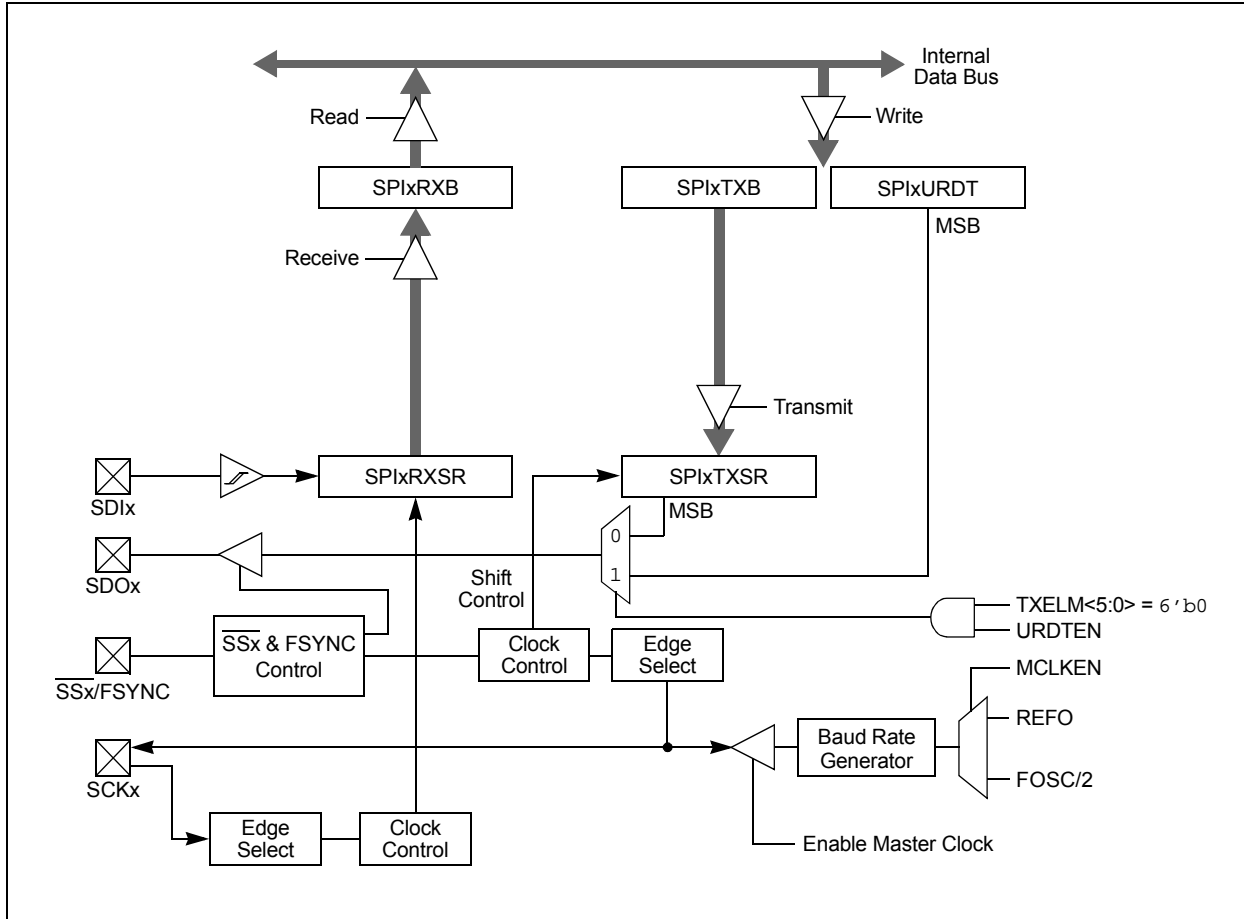 Internal
Data Bus
Read
Write
SPIxRXB
SPIxTXB
SPIxURDT
MSB
Receive
Transmit
SPIxRXSR
SPIxTXSR
SDIx
MSB
0
SDOx
1
Shift
Control
TXELM<5:0> = 6’b0
URDTEN
SSx & FSYNC
Control
Clock
Control
Edge
Select
SSx/FSYNC
MCLKEN
REFO
Baud Rate
Generator
SCKx
FOSC/2
Edge
Select
Clock
Control
Enable Master Clock